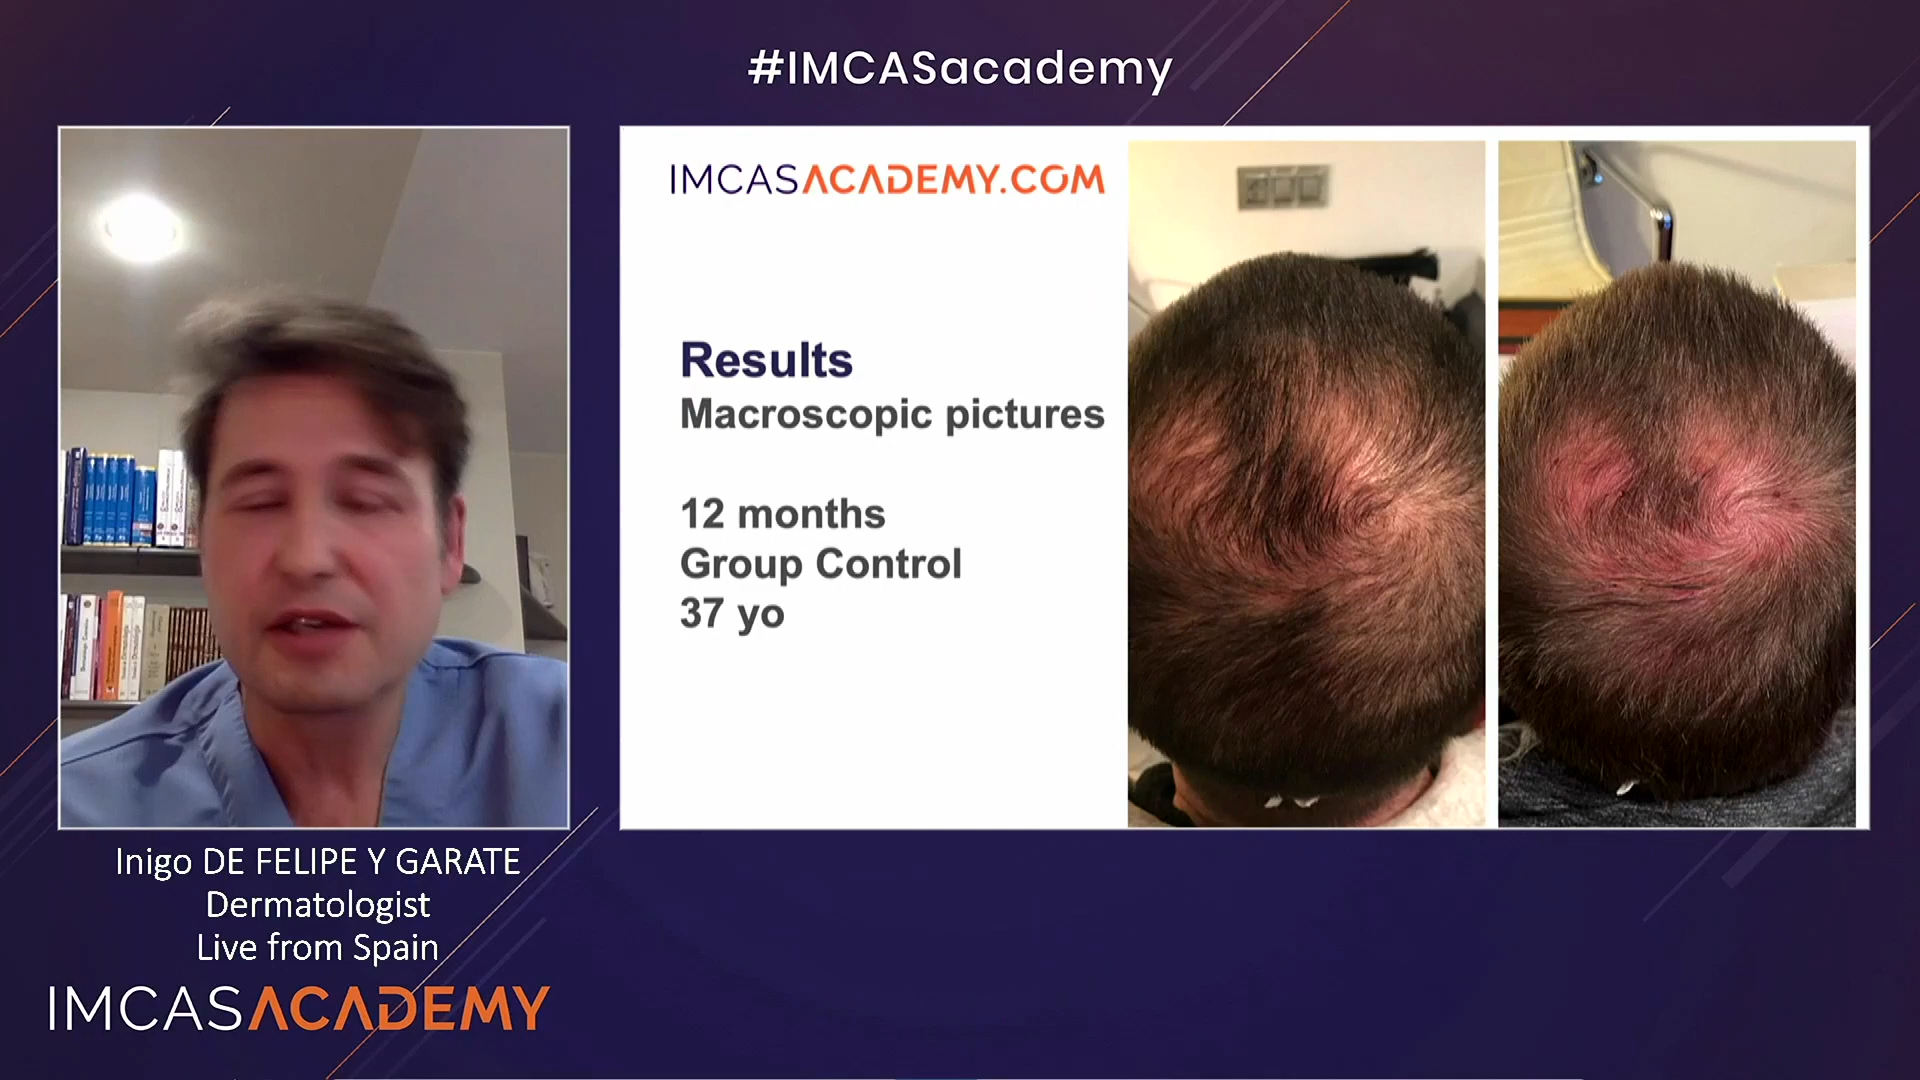 #IMCASacademy
IMCASACADEMY.COM
Results
Macroscopic pictures
12 months
Group Control
37 yo
Inigo DE FELIPE Y GARATE
Dermatologist
Live from Spain
IMCASACADEMY